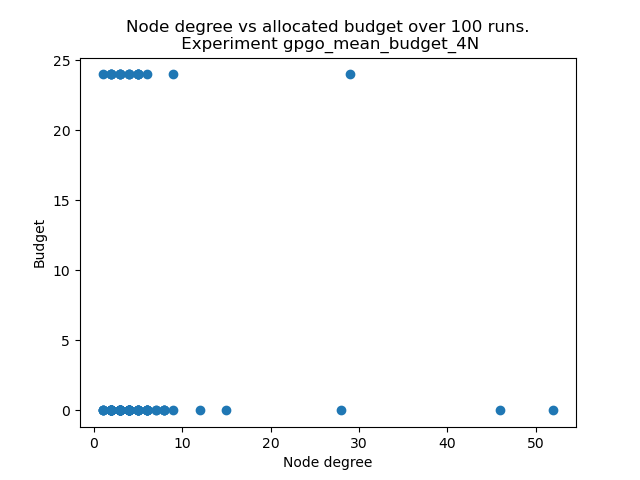 Node degree vs allocated budget over 100 runs.
Experiment gpgo_mean_budget_4N
25
20
15
10
5
0
Budget
0 10 20 30 40 50
Node degree